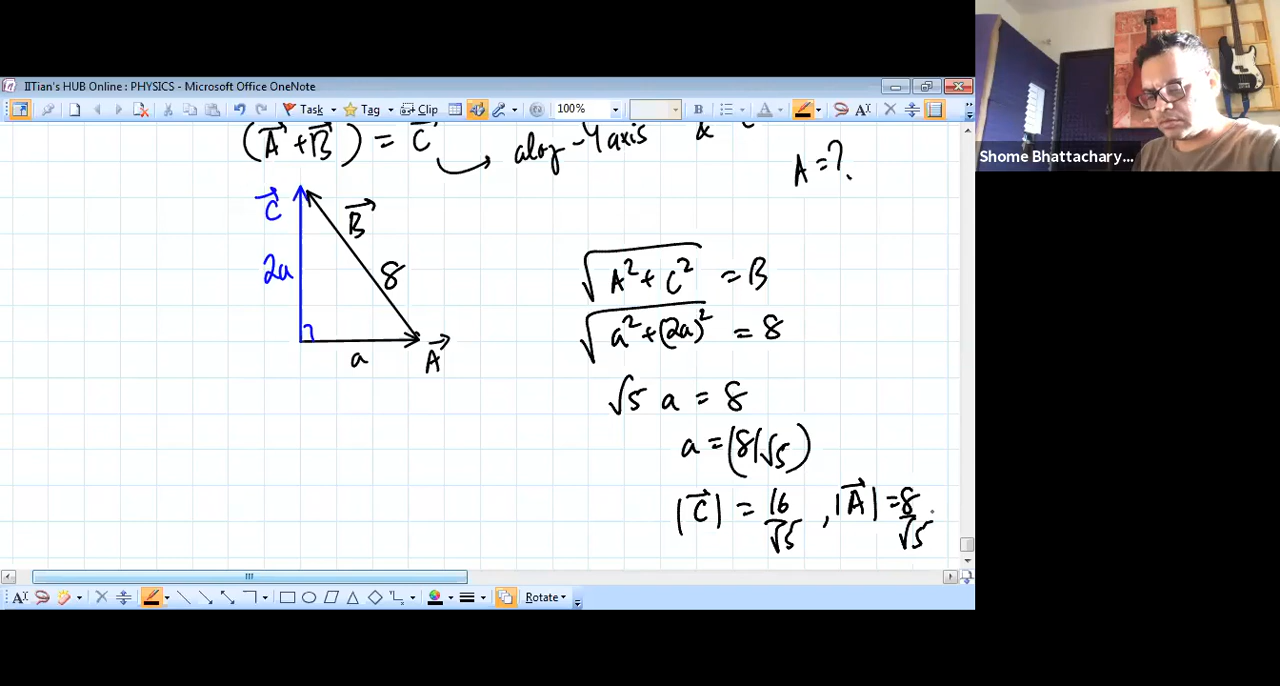 IITian's HUB Online : PHYSICS - Microsoft Office OneNote
Task Tag Clip 100% B A
(A⃗ + B⃗) = C⃗ along -Y axis &
A = ?
C⃗
B⃗
2a
8
a
A⃗
√(A² + C²) = B
√(a² + (2a)²) = 8
√5 a = 8
a = (8/√5)
|C⃗| = 16/√5 , |A⃗| = 8/√5
Rotate
Shome Bhattachary...